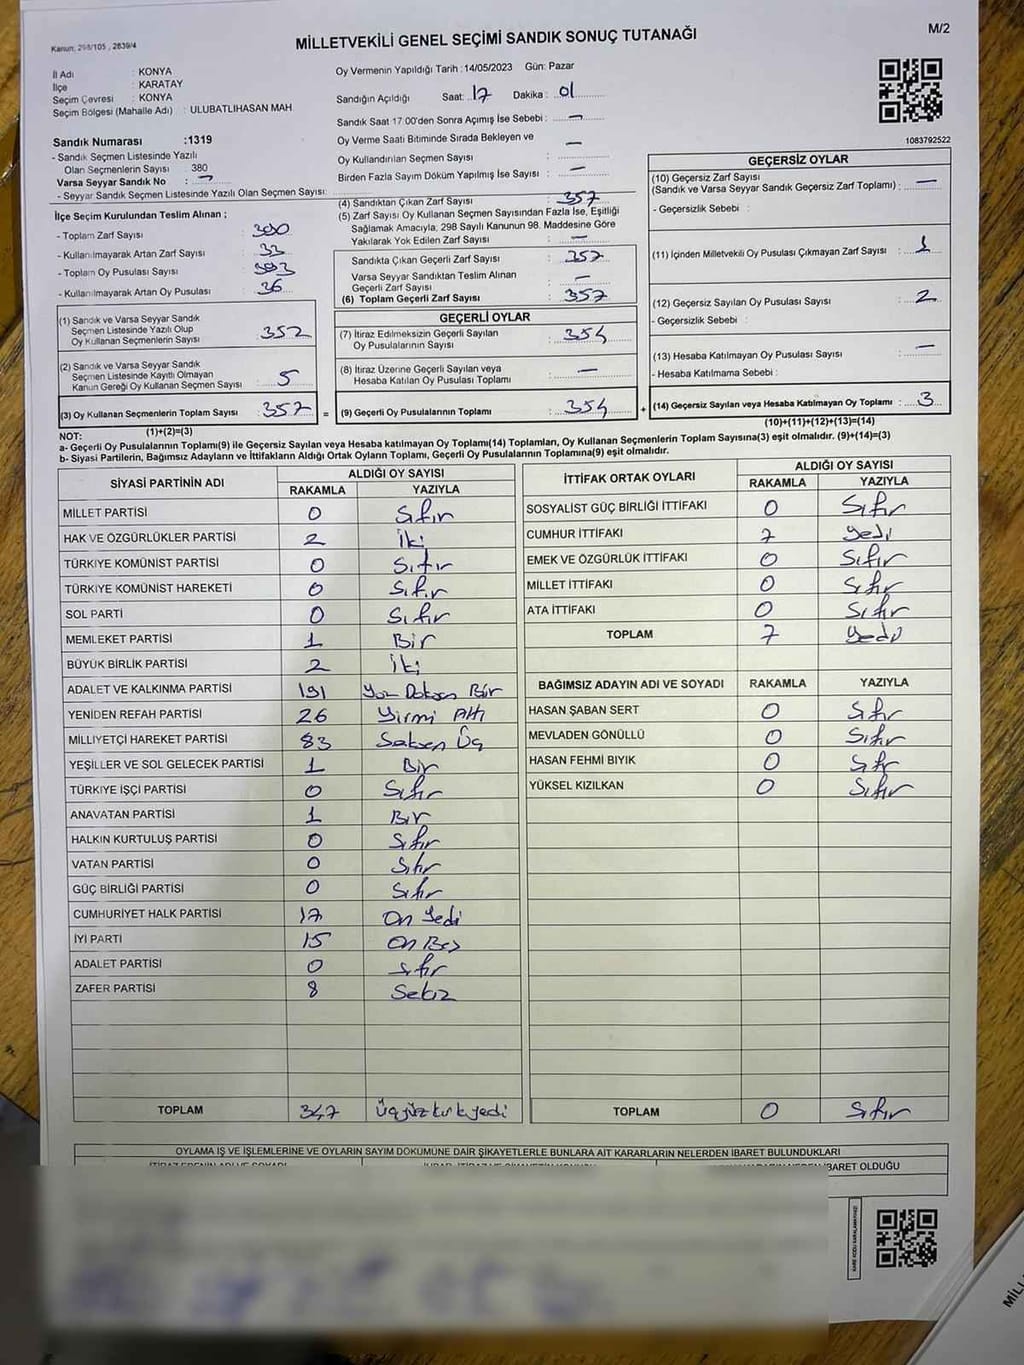 Kanun, 298/105 , 2839/4
MİLLETVEKİLİ GENEL SEÇİMİ SANDIK SONUÇ TUTANAĞI
M/2
İl Adı : KONYA
İlçe : KARATAY
Seçim Çevresi : KONYA
Seçim Bölgesi (Mahalle Adı) : ULUBATLIHASAN MAH
Oy Vermenin Yapıldığı Tarih : 14/05/2023 Gün: Pazar
Sandığın Açıldığı Saat: 17 Dakika : 01
Sandık Saat 17:00'den Sonra Açımış İse Sebebi : —
Oy Verme Saati Bitiminde Sırada Bekleyen ve
Oy Kullandırılan Seçmen Sayısı : —
Birden Fazla Sayım Döküm Yapılmış İse Sayısı : —
1083792522
Sandık Numarası :1319
- Sandık Seçmen Listesinde Yazılı
Olan Seçmenlerin Sayısı : 380
Varsa Seyyar Sandık No : —
- Seyyar Sandık Seçmen Listesinde Yazılı Olan Seçmen Sayısı:
İlçe Seçim Kurulundan Teslim Alınan ;
- Toplam Zarf Sayısı : 390
- Kullanılmayarak Artan Zarf Sayısı : 33
- Toplam Oy Pusulası Sayısı : 393
- Kullanılmayarak Artan Oy Pusulası : 36
(1) Sandık ve Varsa Seyyar Sandık
Seçmen Listesinde Yazılı Olup
Oy Kullanan Seçmenlerin Sayısı : 352
(2) Sandık ve Varsa Seyyar Sandık
Seçmen Listesinde Kayıtlı Olmayan
Kanun Gereği Oy Kullanan Seçmen Sayısı : 5
(3) Oy Kullanan Seçmenlerin Toplam Sayısı : 357 =
(1)+(2)=(3)
(4) Sandıktan Çıkan Zarf Sayısı : 357
(5) Zarf Sayısı Oy Kullanan Seçmen Sayısından Fazla İse, Eşitliği
Sağlamak Amacıyla, 298 Sayılı Kanunun 98. Maddesine Göre
Yakılarak Yok Edilen Zarf Sayısı : —
Sandıkta Çıkan Geçerli Zarf Sayısı : 357
Varsa Seyyar Sandıktan Teslim Alınan
Geçerli Zarf Sayısı : —
(6) Toplam Geçerli Zarf Sayısı : 357
GEÇERLİ OYLAR
(7) İtiraz Edilmeksizin Geçerli Sayılan
Oy Pusulalarının Sayısı : 354
(8) İtiraz Üzerine Geçerli Sayılan veya
Hesaba Katılan Oy Pusulası Toplamı : —
(9) Geçerli Oy Pusulalarının Toplamı : 354 +
GEÇERSİZ OYLAR
(10) Geçersiz Zarf Sayısı
(Sandık ve Varsa Seyyar Sandık Geçersiz Zarf Toplamı) : —
- Geçersizlik Sebebi :
(11) İçinden Milletvekili Oy Pusulası Çıkmayan Zarf Sayısı : 1
(12) Geçersiz Sayılan Oy Pusulası Sayısı : 2
- Geçersizlik Sebebi :
(13) Hesaba Katılmayan Oy Pusulası Sayısı : —
- Hesaba Katılmama Sebebi :
(14) Geçersiz Sayılan veya Hesaba Katılmayan Oy Toplamı : 3
(10)+(11)+(12)+(13)=(14)
NOT:
a- Geçerli Oy Pusulalarının Toplamı(9) ile Geçersiz Sayılan veya Hesaba katılmayan Oy Toplamı(14) Toplamları, Oy Kullanan Seçmenlerin Toplam Sayısına(3) eşit olmalıdır. (9)+(14)=(3)
b- Siyasi Partilerin, Bağımsız Adayların ve İttifakların Aldığı Ortak Oyların Toplamı, Geçerli Oy Pusulalarının Toplamına(9) eşit olmalıdır.
SİYASİ PARTİNİN ADI ALDIĞI OY SAYISI
RAKAMLA YAZIYLA
MİLLET PARTİSİ 0 Sıfır
HAK VE ÖZGÜRLÜKLER PARTİSİ 2 İki
TÜRKİYE KOMÜNİST PARTİSİ 0 Sıfır
TÜRKİYE KOMÜNİST HAREKETİ 0 Sıfır
SOL PARTİ 0 Sıfır
MEMLEKET PARTİSİ 1 Bir
BÜYÜK BİRLİK PARTİSİ 2 İki
ADALET VE KALKINMA PARTİSİ 191 Yüz Doksan Bir
YENİDEN REFAH PARTİSİ 26 Yirmi Altı
MİLLİYETÇİ HAREKET PARTİSİ 83 Seksen Üç
YEŞİLLER VE SOL GELECEK PARTİSİ 1 Bir
TÜRKİYE İŞÇİ PARTİSİ 0 Sıfır
ANAVATAN PARTİSİ 1 Bir
HALKIN KURTULUŞ PARTİSİ 0 Sıfır
VATAN PARTİSİ 0 Sıfır
GÜÇ BİRLİĞİ PARTİSİ 0 Sıfır
CUMHURİYET HALK PARTİSİ 17 On Yedi
İYİ PARTİ 15 On Beş
ADALET PARTİSİ 0 Sıfır
ZAFER PARTİSİ 8 Sekiz
TOPLAM 347 Üçyüzkırkyedi
İTTİFAK ORTAK OYLARI ALDIĞI OY SAYISI
RAKAMLA YAZIYLA
SOSYALİST GÜÇ BİRLİĞİ İTTİFAKI 0 Sıfır
CUMHUR İTTİFAKI 7 Yedi
EMEK VE ÖZGÜRLÜK İTTİFAKI 0 Sıfır
MİLLET İTTİFAKI 0 Sıfır
ATA İTTİFAKI 0 Sıfır
TOPLAM 7 Yedi
BAĞIMSIZ ADAYIN ADI VE SOYADI RAKAMLA YAZIYLA
HASAN ŞABAN SERT 0 Sıfır
MEVLADEN GÖNÜLLÜ 0 Sıfır
HASAN FEHMİ BIYIK 0 Sıfır
YÜKSEL KIZILKAN 0 Sıfır
TOPLAM 0 Sıfır
OYLAMA İŞ VE İŞLEMLERİNE VE OYLARIN SAYIM DÖKÜMÜNE DAİR ŞİKAYETLERLE BUNLARA AİT KARARLARIN NELERDEN İBARET BULUNDUKLARI
İBARET OLDUĞU